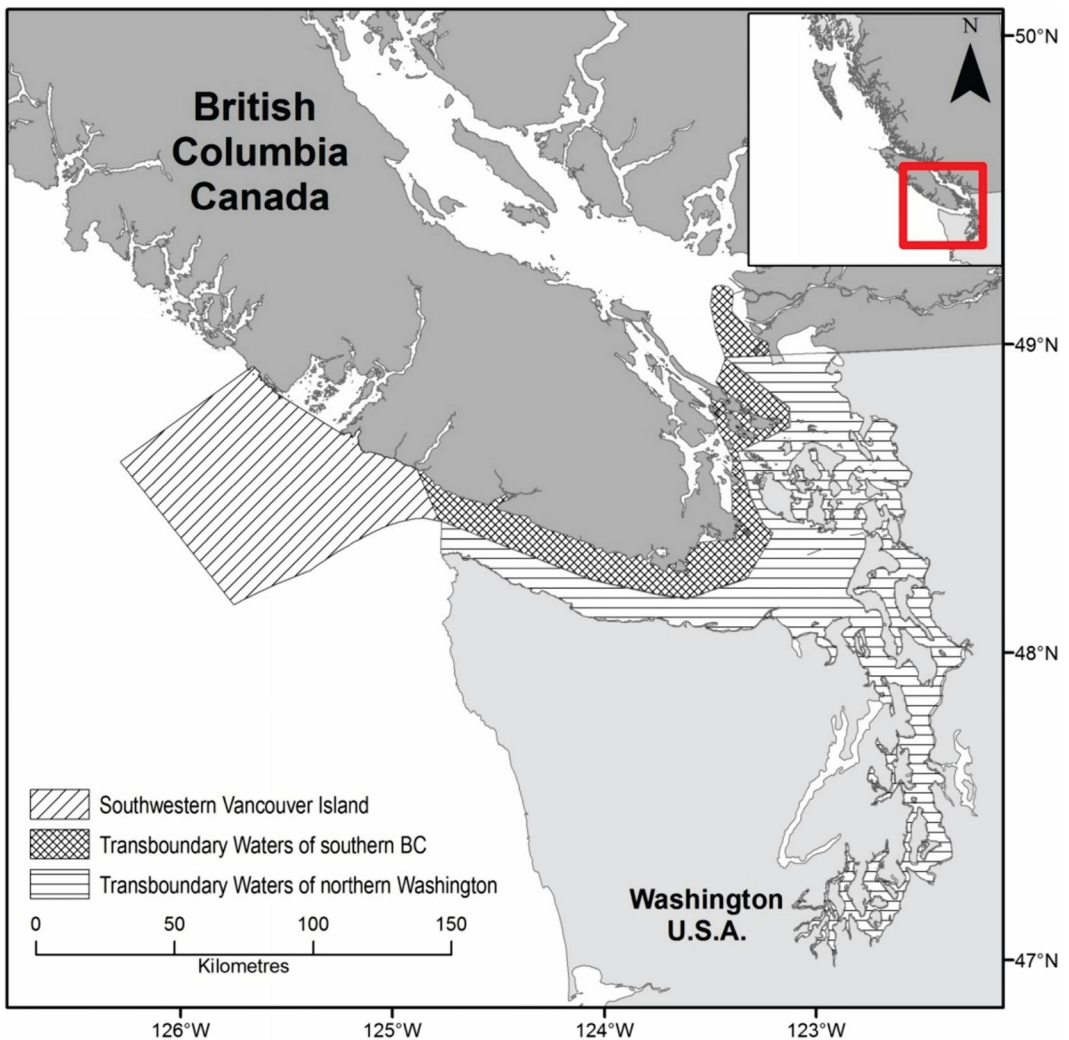 N
50°N
British
Columbia
Canada
49°N
48°N
Southwestern Vancouver Island
Transboundary Waters of southern BC
Transboundary Waters of northern Washington
0 50 100 150
Kilometres
Washington
U.S.A.
47°N
126°W 125°W 124°W 123°W